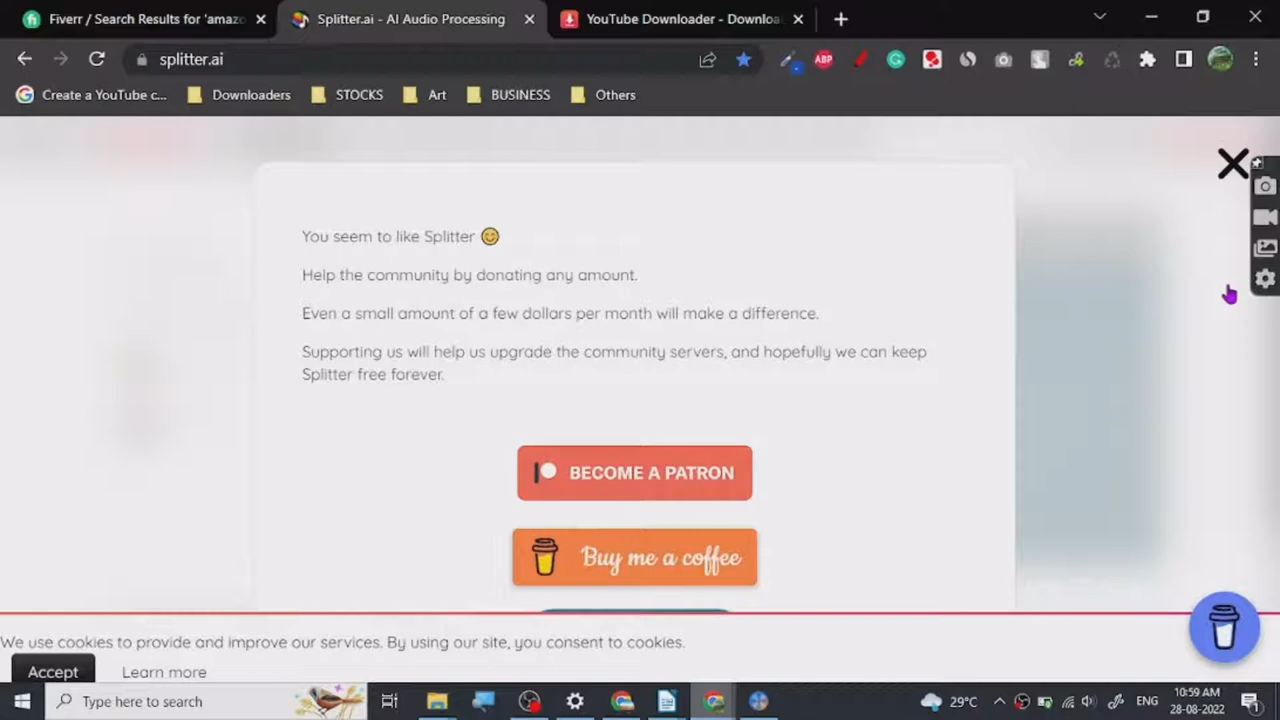 Fiverr / Search Results for 'amazo
Splitter.ai - AI Audio Processing
YouTube Downloader - Downloa
splitter.ai
ABP
Create a YouTube c...
Downloaders
STOCKS
Art
BUSINESS
Others
You seem to like Splitter 😊
Help the community by donating any amount.
Even a small amount of a few dollars per month will make a difference.
Supporting us will help us upgrade the community servers, and hopefully we can keep
Splitter free forever.
BECOME A PATRON
Buy me a coffee
We use cookies to provide and improve our services. By using our site, you consent to cookies.
Accept
Learn more
Type here to search
29°C
ENG
10:59 AM
28-08-2022